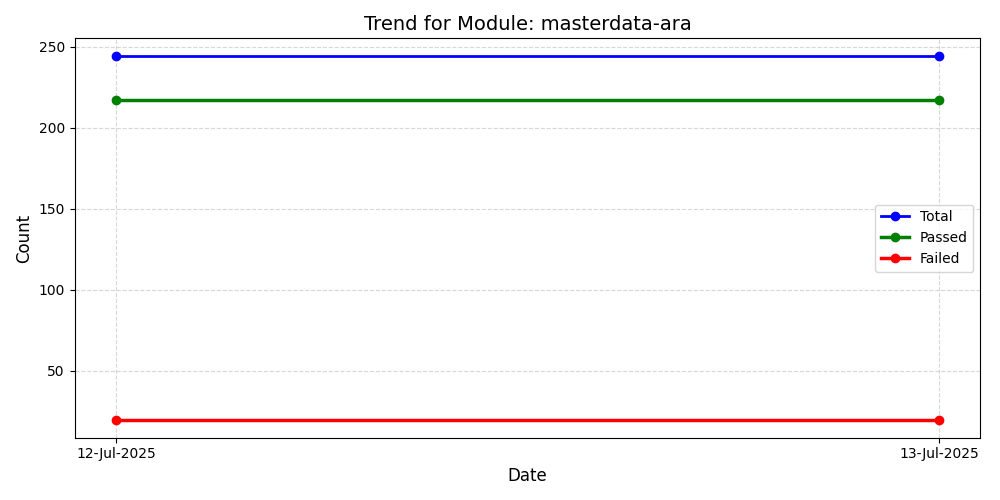 Trend for Module: masterdata-ara
250
200
150
100
50
Count
Total
Passed
Failed
12-Jul-2025
13-Jul-2025
Date